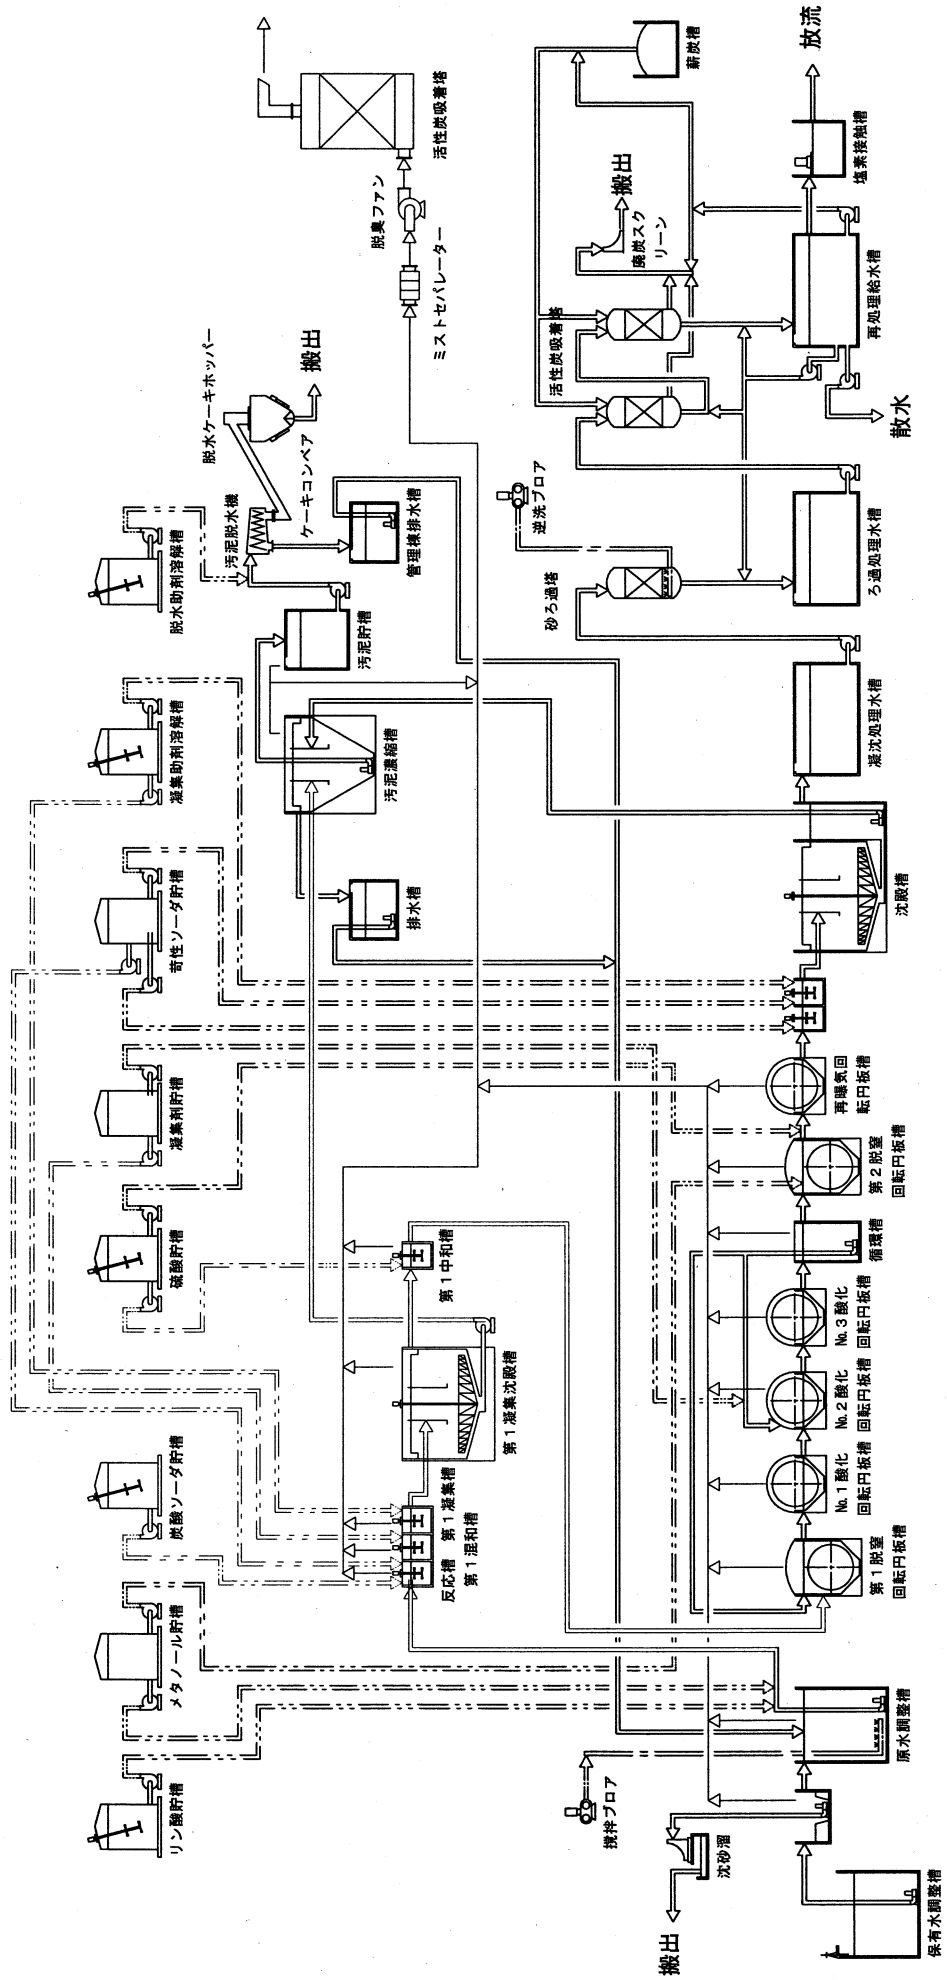 リン酸貯槽
メタノール貯槽
炭酸ソーダ貯槽
硫酸貯槽
凝集剤貯槽
苛性ソーダ貯槽
凝集助剤溶解槽
脱水助剤溶解槽
脱水ケーキホッパー
汚泥脱水機
ケーキコンベア
搬出
脱臭ファン
ミストセパレーター
活性炭吸着塔
反応槽
第1混和槽
第1凝集槽
第1凝集沈殿槽
第1中和槽
排水槽
汚泥濃縮槽
汚泥貯槽
管理棟排水槽
搬出
沈砂溜
撹拌ブロア
砂ろ過塔
逆洗ブロア
活性炭吸着塔
廃炭スク
リーン
搬出
薪炭槽
保有水調整槽
原水調整槽
第1脱窒
回転円板槽
No.1酸化
回転円板槽
No.2酸化
回転円板槽
No.3酸化
回転円板槽
循環槽
第2脱窒
回転円板槽
再曝気回
転円板槽
沈殿槽
凝沈処理水槽
ろ過処理水槽
散水
再処理給水槽
塩素接触槽
放流